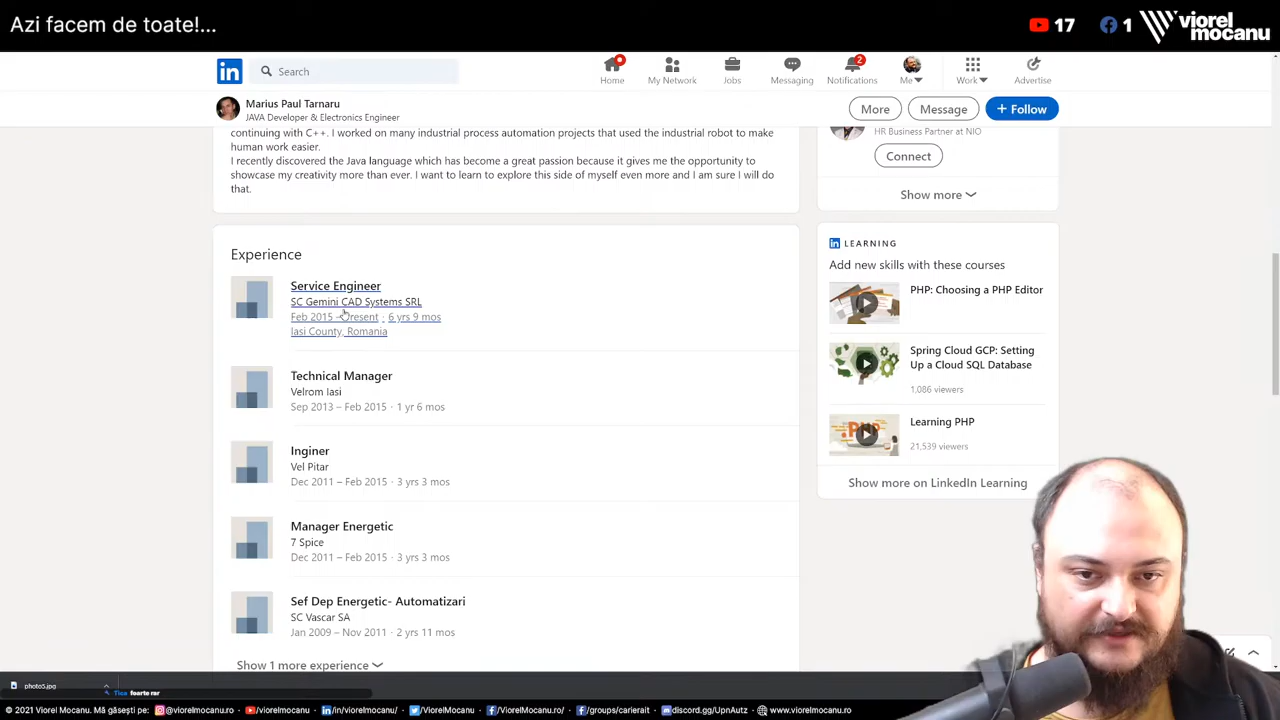 Azi facem de toate!...
17
1
viorel
mocanu
in
Search
Home
My Network
Jobs
Messaging
2
Notifications
Me
Work
Advertise
Marius Paul Tarnaru
JAVA Developer & Electronics Engineer
More
Message
+ Follow
continuing with C++. I worked on many industrial process automation projects that used the industrial robot to make
human work easier.
I recently discovered the Java language which has become a great passion because it gives me the opportunity to
showcase my creativity more than ever. I want to learn to explore this side of myself even more and I am sure I will do
that.
HR Business Partner at NIO
Connect
Show more
Experience
Service Engineer
SC Gemini CAD Systems SRL
Feb 2015 – Present · 6 yrs 9 mos
Iasi County, Romania
Technical Manager
Velrom Iasi
Sep 2013 – Feb 2015 · 1 yr 6 mos
Inginer
Vel Pitar
Dec 2011 – Feb 2015 · 3 yrs 3 mos
Manager Energetic
7 Spice
Dec 2011 – Feb 2015 · 3 yrs 3 mos
Sef Dep Energetic- Automatizari
SC Vascar SA
Jan 2009 – Nov 2011 · 2 yrs 11 mos
Show 1 more experience
in LEARNING
Add new skills with these courses
PHP: Choosing a PHP Editor
Spring Cloud GCP: Setting
Up a Cloud SQL Database
1,086 viewers
Learning PHP
21,539 viewers
Show more on LinkedIn Learning
photo5.jpg
foarte rar
© 2021 Viorel Mocanu. Mă găsești pe: @viorelmocanu.ro /viorelmocanu /in/viorelmocanu/ /ViorelMocanu /ViorelMocanu.ro/ /groups/carierait discord.gg/UpnAutz www.viorelmocanu.ro